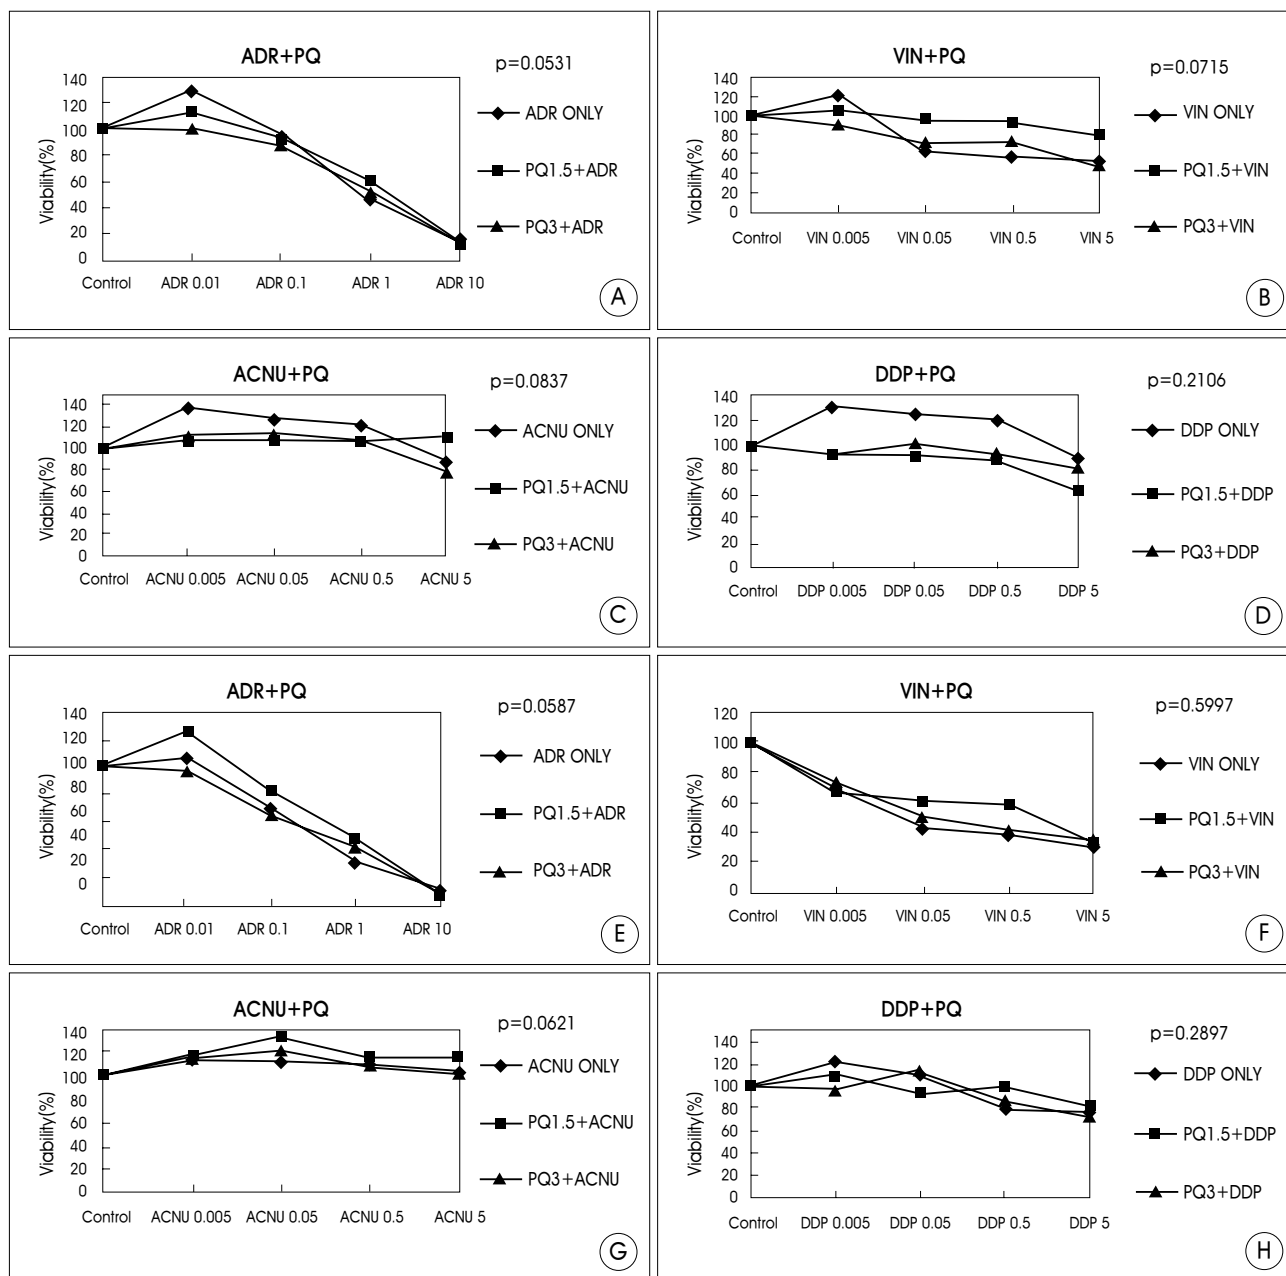 ADR+PQ
p=0.0531
140
120
100
80
60
40
20
0
Viability(%)
Control ADR 0.01 ADR 0.1 ADR 1 ADR 10
ADR ONLY
PQ1.5+ADR
PQ3+ADR
A
VIN+PQ
p=0.0715
140
120
100
80
60
40
20
0
Viability(%)
Control VIN 0.005 VIN 0.05 VIN 0.5 VIN 5
VIN ONLY
PQ1.5+VIN
PQ3+VIN
B
ACNU+PQ
p=0.0837
140
120
100
80
60
40
20
0
Viability(%)
Control ACNU 0.005 ACNU 0.05 ACNU 0.5 ACNU 5
ACNU ONLY
PQ1.5+ACNU
PQ3+ACNU
C
DDP+PQ
p=0.2106
140
120
100
80
60
40
20
0
Viability(%)
Control DDP 0.005 DDP 0.05 DDP 0.5 DDP 5
DDP ONLY
PQ1.5+DDP
PQ3+DDP
D
ADR+PQ
p=0.0587
140
120
100
80
60
40
20
0
Viability(%)
Control ADR 0.01 ADR 0.1 ADR 1 ADR 10
ADR ONLY
PQ1.5+ADR
PQ3+ADR
E
VIN+PQ
p=0.5997
120
100
80
60
40
20
0
Viability(%)
Control VIN 0.005 VIN 0.05 VIN 0.5 VIN 5
VIN ONLY
PQ1.5+VIN
PQ3+VIN
F
ACNU+PQ
p=0.0621
140
120
100
80
60
40
20
0
Viability(%)
Control ACNU 0.005 ACNU 0.05 ACNU 0.5 ACNU 5
ACNU ONLY
PQ1.5+ACNU
PQ3+ACNU
G
DDP+PQ
p=0.2897
140
120
100
80
60
40
20
0
Viability(%)
Control DDP 0.005 DDP 0.05 DDP 0.5 DDP 5
DDP ONLY
PQ1.5+DDP
PQ3+DDP
H